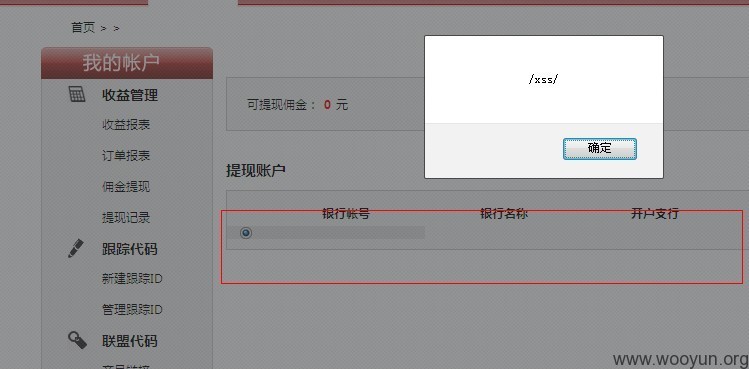 首页 > >
我的帐户
收益管理
收益报表
订单报表
佣金提现
提现记录
跟踪代码
新建跟踪ID
管理跟踪ID
联盟代码
/xss/
确定
可提现佣金： 0 元
提现账户
银行帐号 银行名称 开户支行
www.wooyun.org